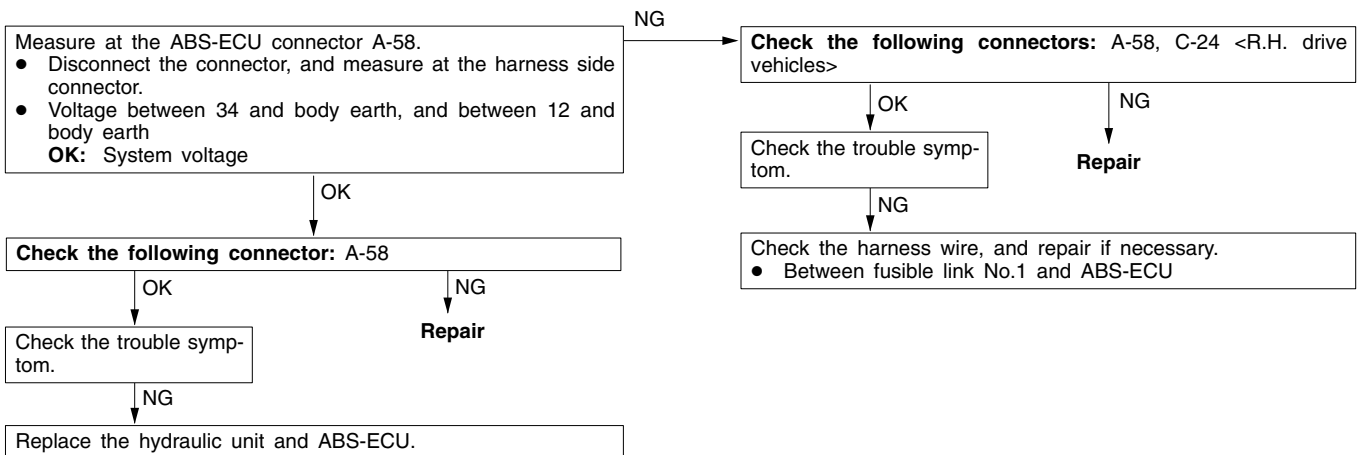 Measure at the ABS-ECU connector A-58.
● Disconnect the connector, and measure at the harness side
connector.
● Voltage between 34 and body earth, and between 12 and
body earth
OK: System voltage
NG
Check the following connectors: A-58, C-24 <R.H. drive
vehicles>
OK
NG
Check the trouble symp-
tom.
Repair
NG
Check the harness wire, and repair if necessary.
● Between fusible link No.1 and ABS-ECU
OK
Check the following connector: A-58
OK
NG
Repair
Check the trouble symp-
tom.
NG
Replace the hydraulic unit and ABS-ECU.